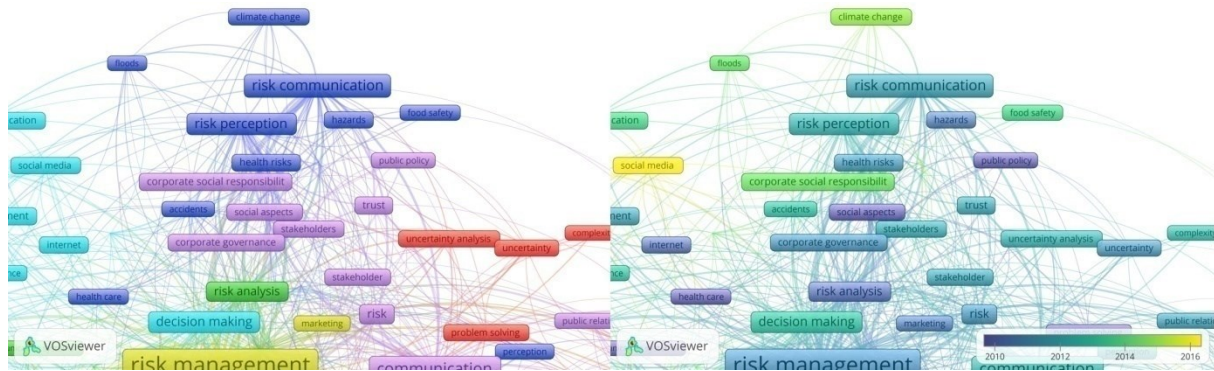 climate change
floods
risk communication
food safety
hazards
cation
risk perception
health risks
public policy
social media
corporate social responsibilit
accidents
social aspects
trust
ment
stakeholders
uncertainty analysis
complexity
internet
corporate governance
uncertainty
nce
stakeholder
risk analysis
health care
risk
public relati
decision making
marketing
problem solving
perception
VOSviewer
risk management
communication
climate change
floods
risk communication
food safety
hazards
cation
risk perception
health risks
public policy
social media
corporate social responsibilit
accidents
social aspects
trust
ment
stakeholders
uncertainty analysis
complexity
internet
corporate governance
uncertainty
nce
stakeholder
risk analysis
health care
risk
public relati
decision making
marketing
VOSviewer
2010 2012 2014 2016
risk management
communication